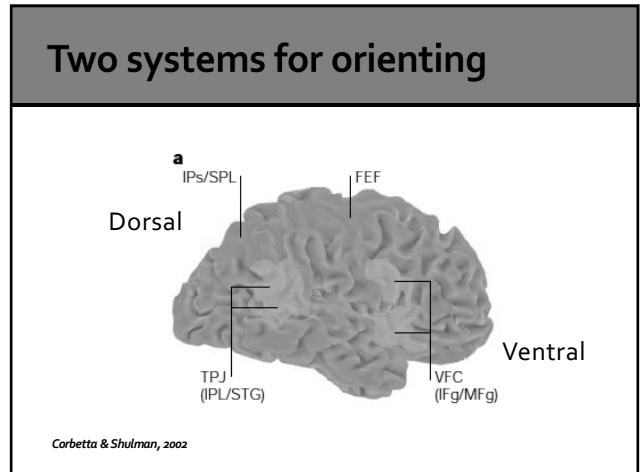 Two systems for orienting
a
IPs/SPL
FEF
Dorsal
Ventral
TPJ
(IPL/STG)
VFC
(IFg/MFg)
Corbetta & Shulman, 2002